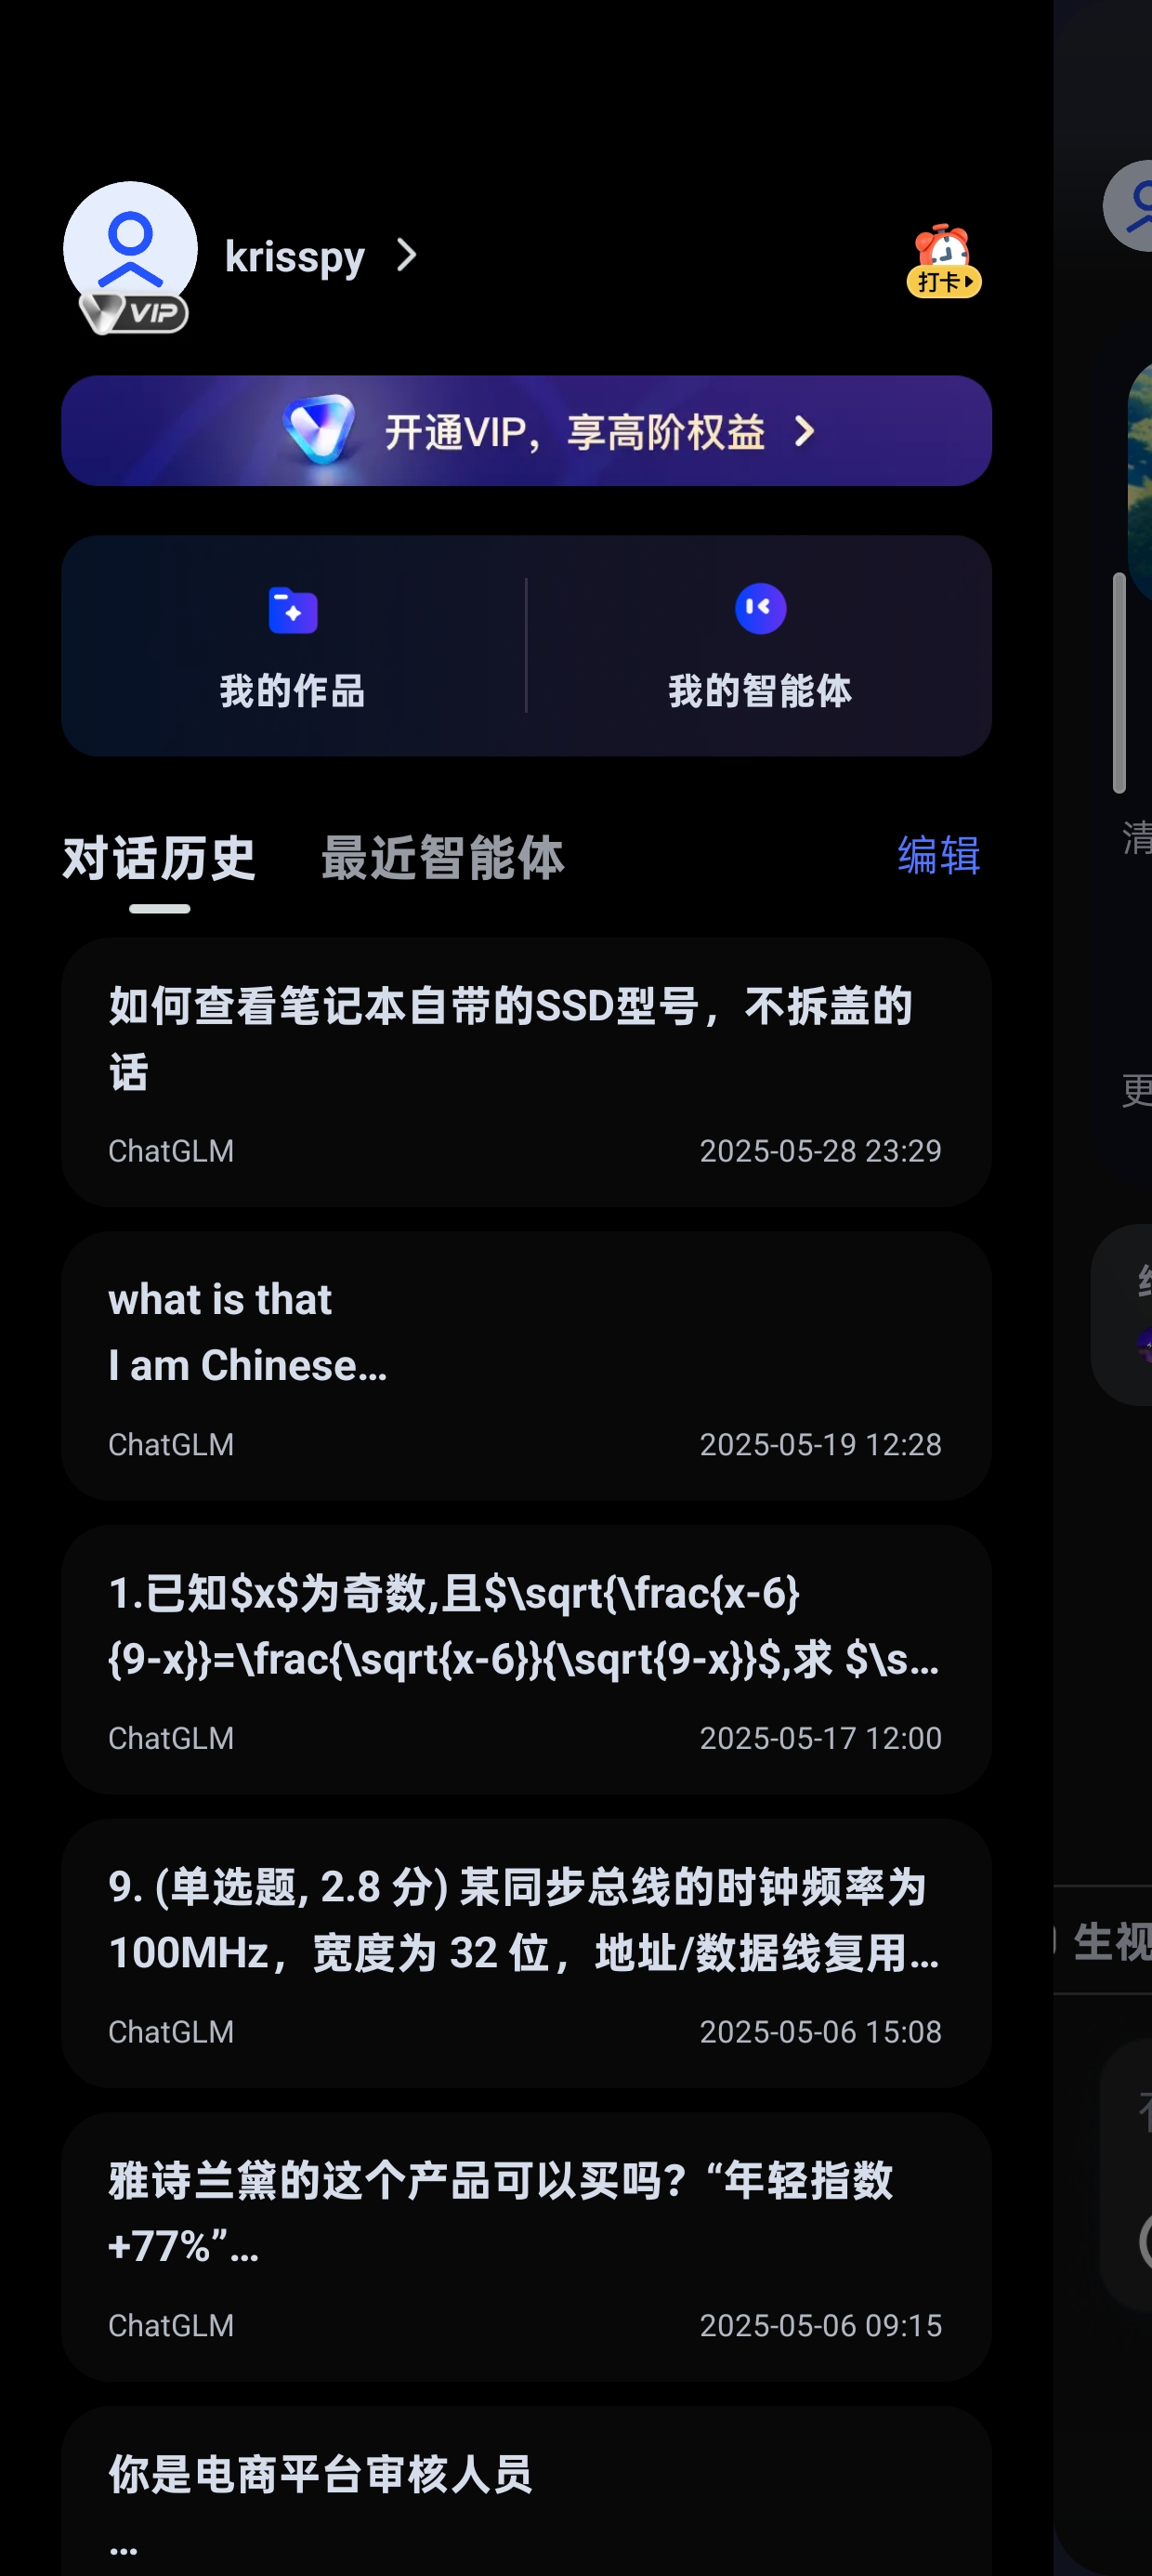 krisspy
VIP
打卡
开通VIP，享高阶权益
我的作品
我的智能体
对话历史
最近智能体
编辑
清
如何查看笔记本自带的SSD型号，不拆盖的
话
ChatGLM
2025-05-28 23:29
更
what is that
I am Chinese...
ChatGLM
2025-05-19 12:28
1.已知$x$为奇数,且$\sqrt{\frac{x-6}
{9-x}}=\frac{\sqrt{x-6}}{\sqrt{9-x}}$,求 $\s...
ChatGLM
2025-05-17 12:00
9. (单选题, 2.8 分) 某同步总线的时钟频率为
100MHz，宽度为 32 位，地址/数据线复用...
ChatGLM
2025-05-06 15:08
生视
雅诗兰黛的这个产品可以买吗？“年轻指数
+77%”...
ChatGLM
2025-05-06 09:15
你是电商平台审核人员
...